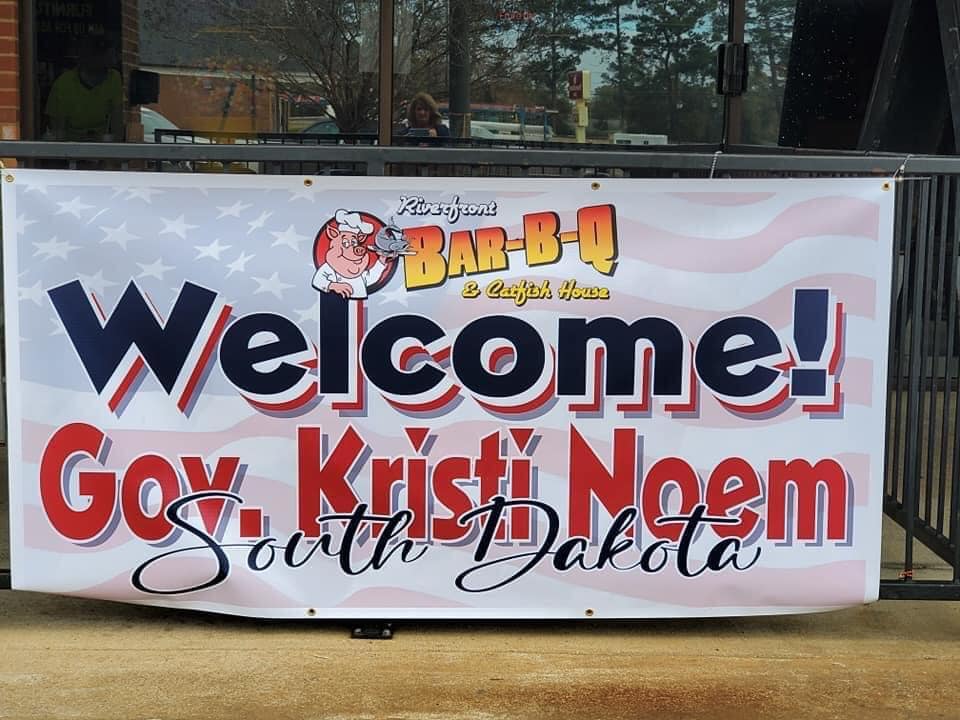 Riverfront
BAR-B-Q
& Catfish House
Welcome!
Gov. Kristi Noem
South Dakota